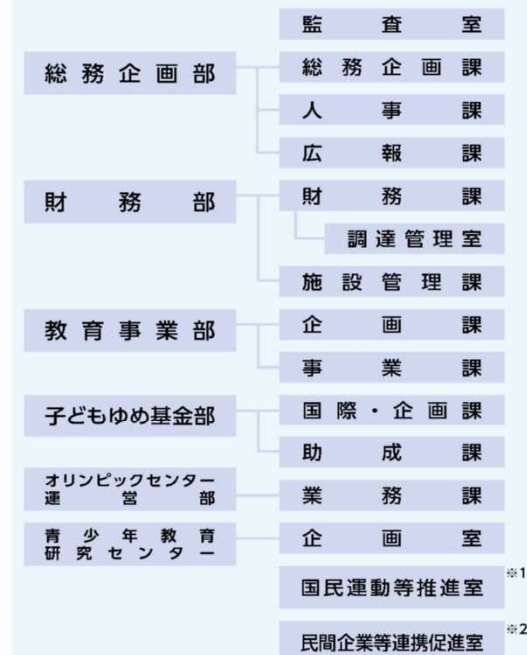 監査室
総務企画部
総務企画課
人事課
広報課
財務部
財務課
調達管理室
施設管理課
教育事業部
企画課
事業課
子どもゆめ基金部
国際・企画課
助成課
オリンピックセンター
運営部
業務課
青少年教育
研究センター
企画室
国民運動等推進室 ※1
民間企業等連携促進室 ※2